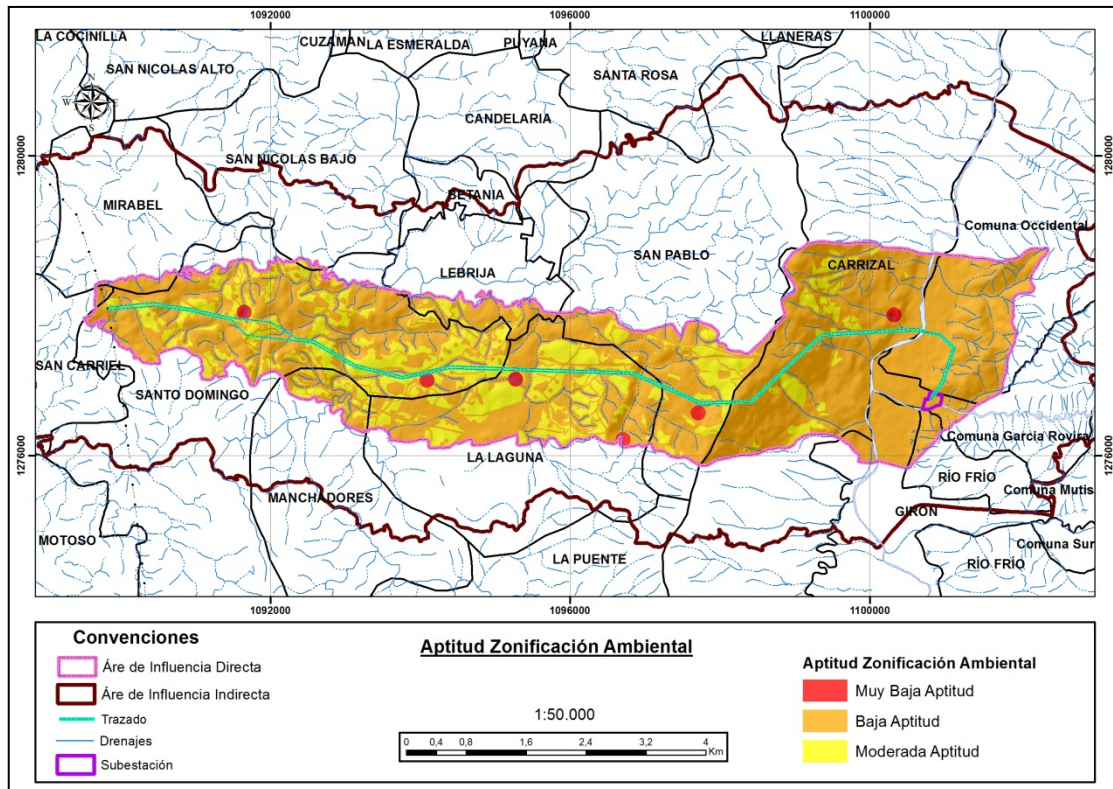 1092000 1096000 1100000
LA COCINILLA
CUZAMAN
LA ESMERALDA
PUYANA
LLANERAS
SAN NICOLAS ALTO
SANTA ROSA
N
W E
S
CANDELARIA
1280000
SAN NICOLAS BAJO
1280000
BETANIA
MIRABEL
Comuna Occidental
SAN PABLO
CARRIZAL
LEBRIJA
SAN CARRIEL
SANTO DOMINGO
Comuna García Rovira
1276000
LA LAGUNA
1276000
RÍO FRÍO
Comuna Mutis
MANCHADORES
GIRON
MOTOSO
Comuna Sur
LA PUENTE
RÍO FRÍO
1092000 1096000 1100000
Convenciones
Áre de Influencia Directa
Áre de Influencia Indirecta
Trazado
Drenajes
Subestación
Aptitud Zonificación Ambiental
1:50.000
0 0,4 0,8 1,6 2,4 3,2 4
Km
Aptitud Zonificación Ambiental
Muy Baja Aptitud
Baja Aptitud
Moderada Aptitud